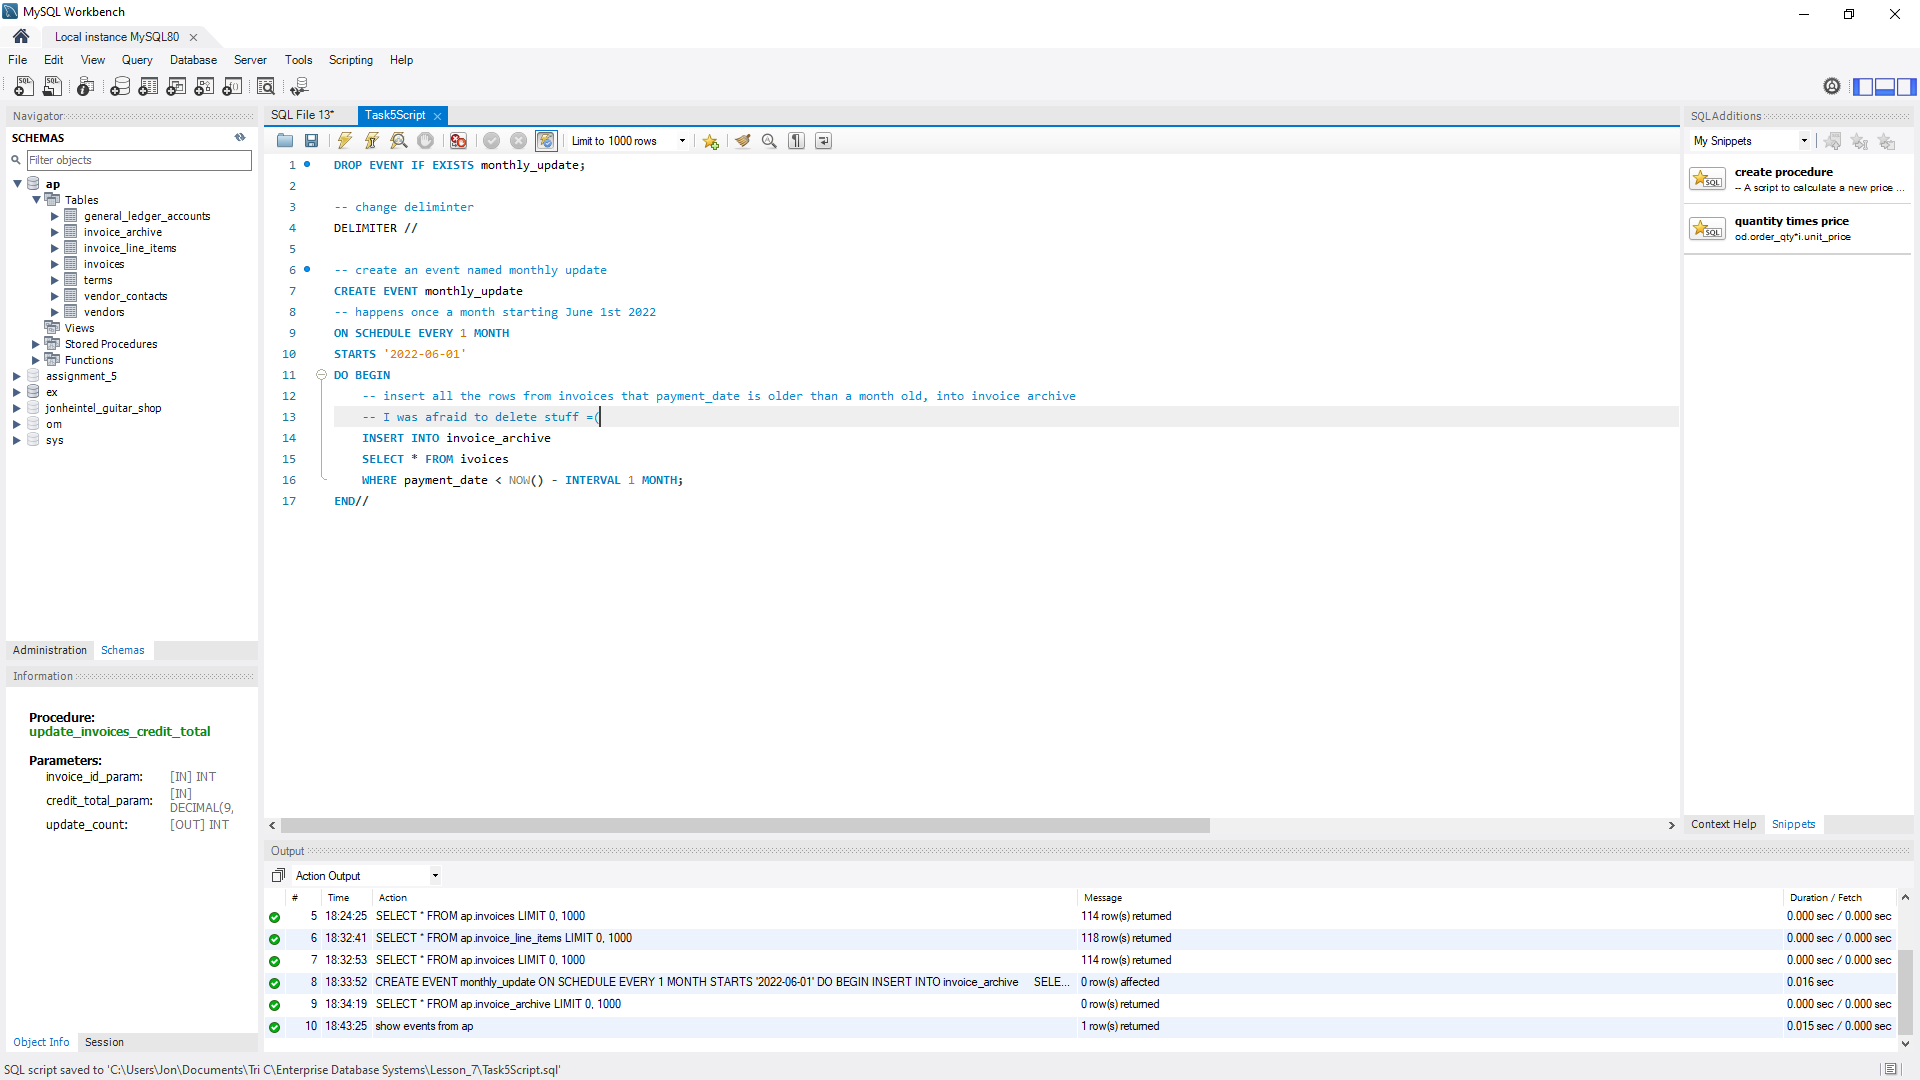 MySQL Workbench
Local instance MySQL80
File Edit View Query Database Server Tools Scripting Help
Navigator
SCHEMAS
Filter objects
ap
Tables
general_ledger_accounts
invoice_archive
invoice_line_items
invoices
terms
vendor_contacts
vendors
Views
Stored Procedures
Functions
assignment_5
ex
jonheintel_guitar_shop
om
sys
Administration Schemas
Information
Procedure:
update_invoices_credit_total
Parameters:
invoice_id_param: [IN] INT
credit_total_param: [IN] DECIMAL(9,
update_count: [OUT] INT
Object Info Session
SQL File 13* Task5Script
Limit to 1000 rows
1 DROP EVENT IF EXISTS monthly_update;
2
3 -- change deliminter
4 DELIMITER //
5
6 -- create an event named monthly update
7 CREATE EVENT monthly_update
8 -- happens once a month starting June 1st 2022
9 ON SCHEDULE EVERY 1 MONTH
10 STARTS '2022-06-01'
11 DO BEGIN
12 -- insert all the rows from invoices that payment_date is older than a month old, into invoice archive
13 -- I was afraid to delete stuff =(
14 INSERT INTO invoice_archive
15 SELECT * FROM ivoices
16 WHERE payment_date < NOW() - INTERVAL 1 MONTH;
17 END//
SQLAdditions
My Snippets
SQL create procedure
-- A script to calculate a new price ...
SQL quantity times price
od.order_qty*i.unit_price
Context Help Snippets
Output
Action Output
# Time Action Message Duration / Fetch
5 18:24:25 SELECT * FROM ap.invoices LIMIT 0, 1000 114 row(s) returned 0.000 sec / 0.000 sec
6 18:32:41 SELECT * FROM ap.invoice_line_items LIMIT 0, 1000 118 row(s) returned 0.000 sec / 0.000 sec
7 18:32:53 SELECT * FROM ap.invoices LIMIT 0, 1000 114 row(s) returned 0.000 sec / 0.000 sec
8 18:33:52 CREATE EVENT monthly_update ON SCHEDULE EVERY 1 MONTH STARTS '2022-06-01' DO BEGIN INSERT INTO invoice_archive SELE... 0 row(s) affected 0.016 sec
9 18:34:19 SELECT * FROM ap.invoice_archive LIMIT 0, 1000 0 row(s) returned 0.000 sec / 0.000 sec
10 18:43:25 show events from ap 1 row(s) returned 0.015 sec / 0.000 sec
SQL script saved to 'C:\Users\Jon\Documents\Tri C\Enterprise Database Systems\Lesson_7\Task5Script.sql'